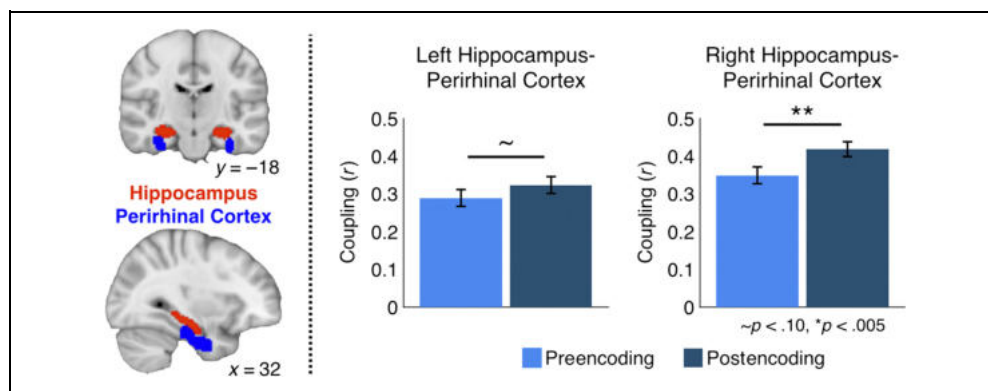 y = −18
Hippocampus
Perirhinal Cortex
x = 32
Left Hippocampus-
Perirhinal Cortex
Coupling (r)
0.5
0.4
0.3
0.2
0.1
0
~
Right Hippocampus-
Perirhinal Cortex
Coupling (r)
0.5
0.4
0.3
0.2
0.1
0
**
~p < .10, *p < .005
Preencoding
Postencoding